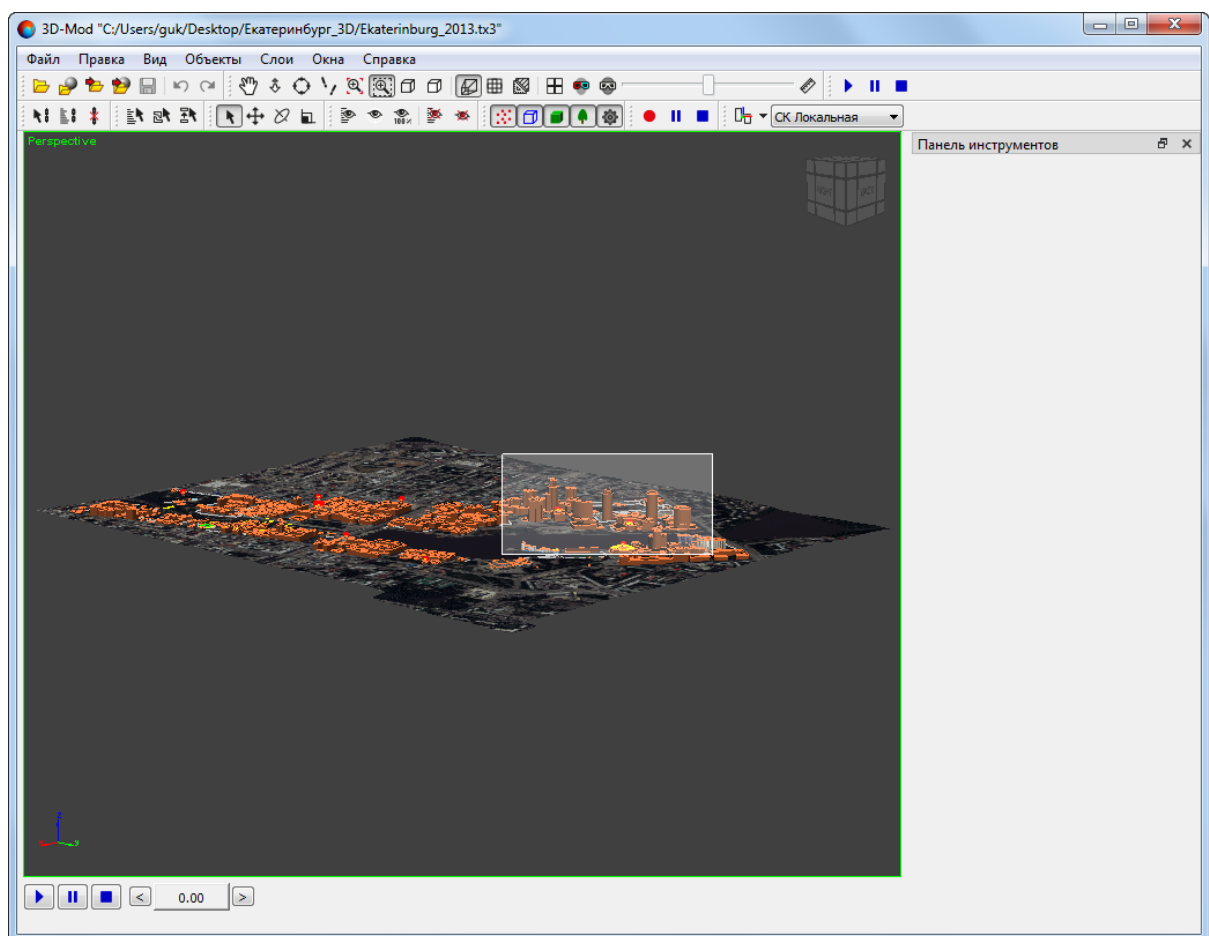 3D-Mod "C:/Users/guk/Desktop/Екатеринбург_3D/Ekaterinburg_2013.tx3"
Файл Правка Вид Объекты Слои Окна Справка
100%
СК Локальная
Perspective
Панель инструментов
z
x y
< 0.00 >